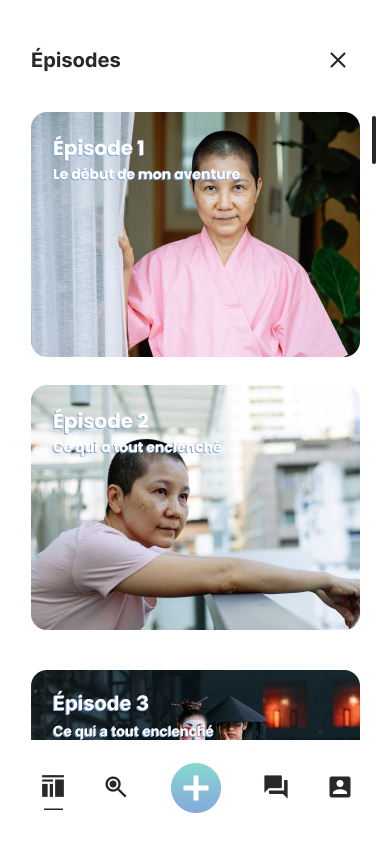 Épisodes
Épisode 1
Le début de mon aventure
Épisode 2
Ce qui a tout enclenché
Épisode 3
Ce qui a tout enclenché